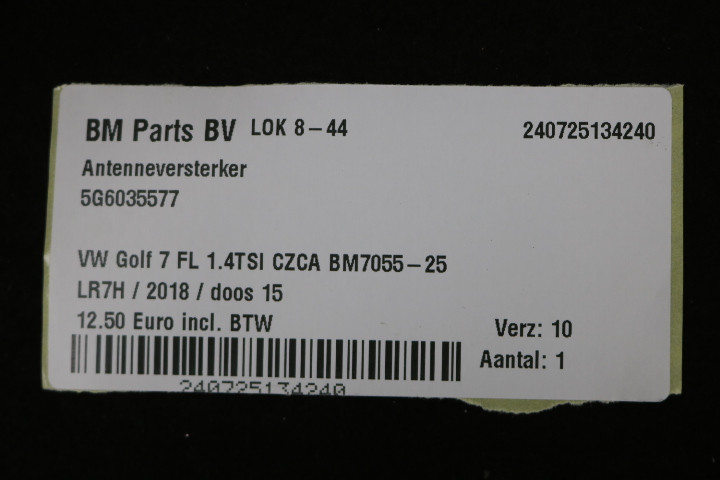 BM Parts BV LOK 8-44 240725134240
Antenneversterker
5G6035577
VW Golf 7 FL 1.4TSI CZCA BM7055-25
LR7H / 2018 / doos 15
12.50 Euro incl. BTW Verz: 10
Aantal: 1
240725134240